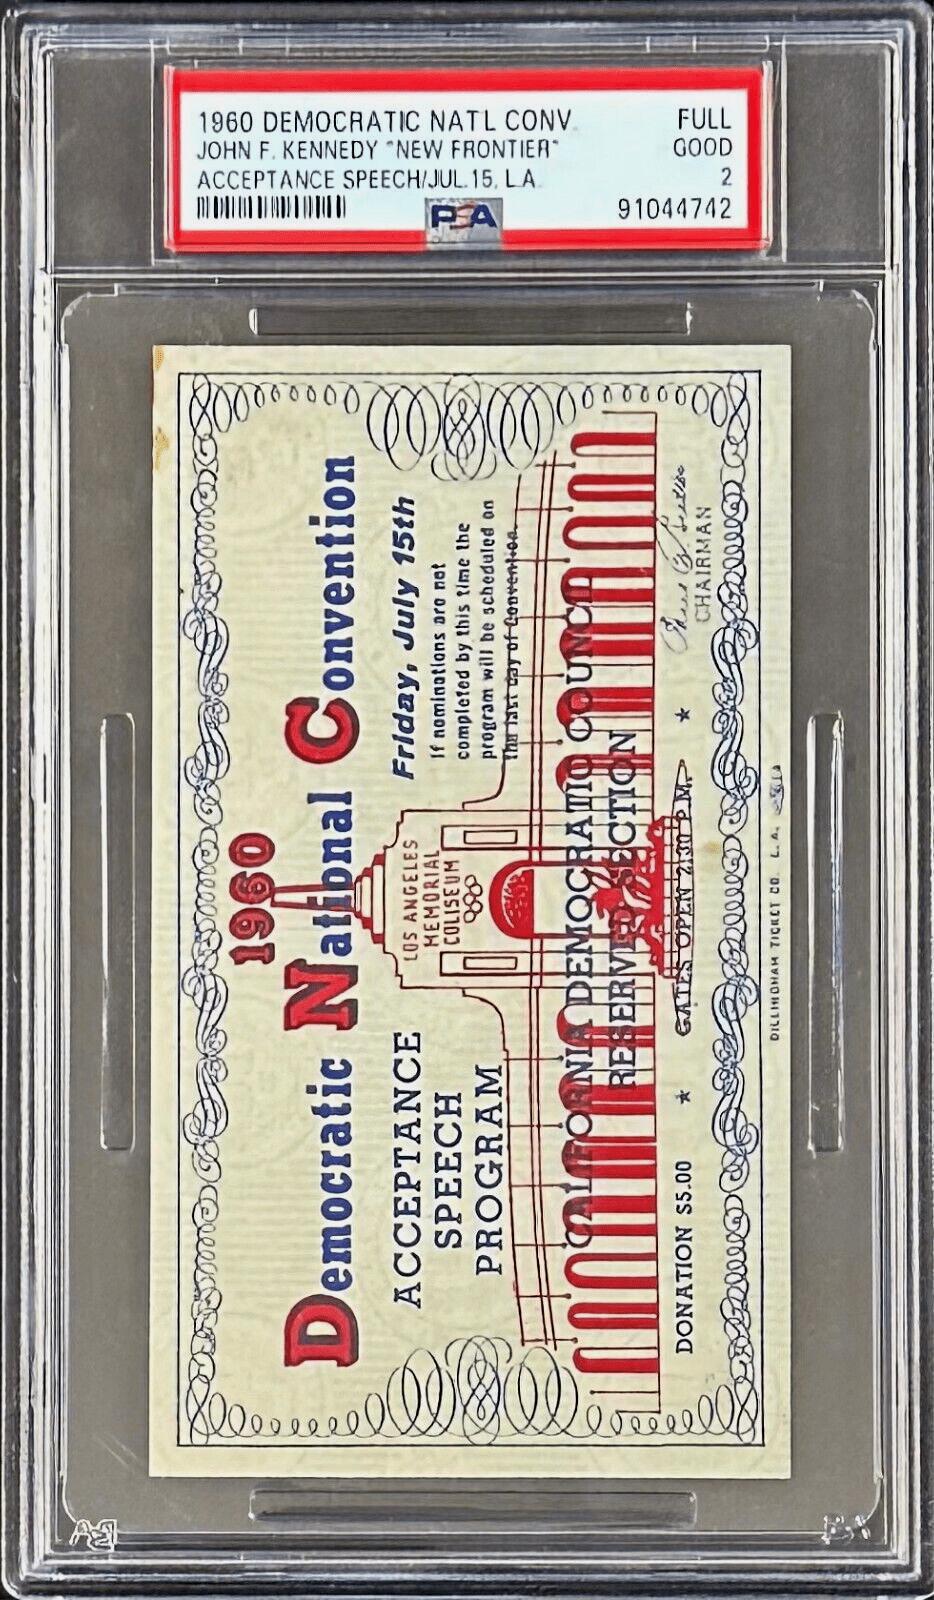 1960 DEMOCRATIC NAT'L CONV.
JOHN F. KENNEDY "NEW FRONTIER"
ACCEPTANCE SPEECH/JUL.15, L.A.
FULL
GOOD
2
91044742
PSA
1960
Democratic National Convention
ACCEPTANCE
SPEECH
PROGRAM
LOS ANGELES
MEMORIAL
COLISEUM
Friday, July 15th
If nominations are not
completed by this time the
program will be scheduled on
the last day of Convention.
CALIFORNIA DEMOCRATIC COUNCIL
RESERVED SECTION
DONATION $5.00 ★ GATES OPEN 2:30 P.M. ★
CHAIRMAN
DILLINGHAM TICKET CO. L.A.